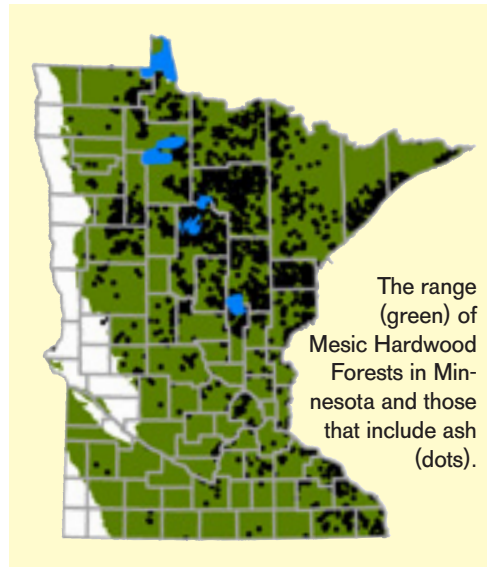 The range
(green) of
Mesic Hardwood
Forests in Min-
nesota and those
that include ash
(dots).